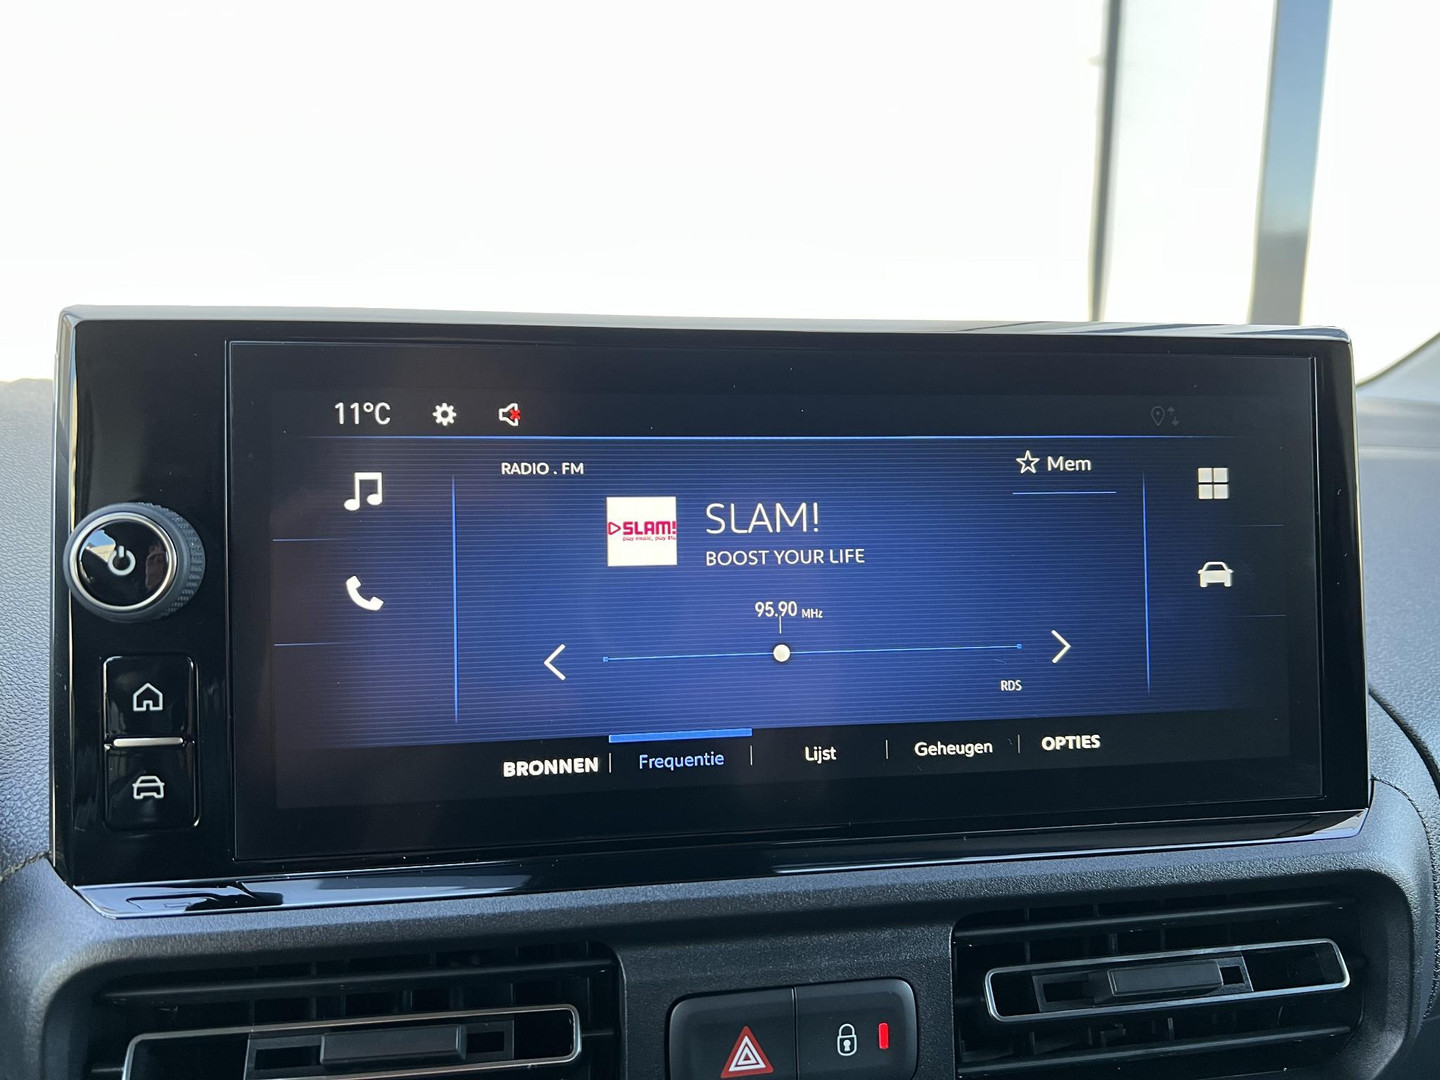 11°C
RADIO . FM
Mem
SLAM!
SLAM!
BOOST YOUR LIFE
95.90 MHz
RDS
BRONNEN
Frequentie
Lijst
Geheugen
OPTIES